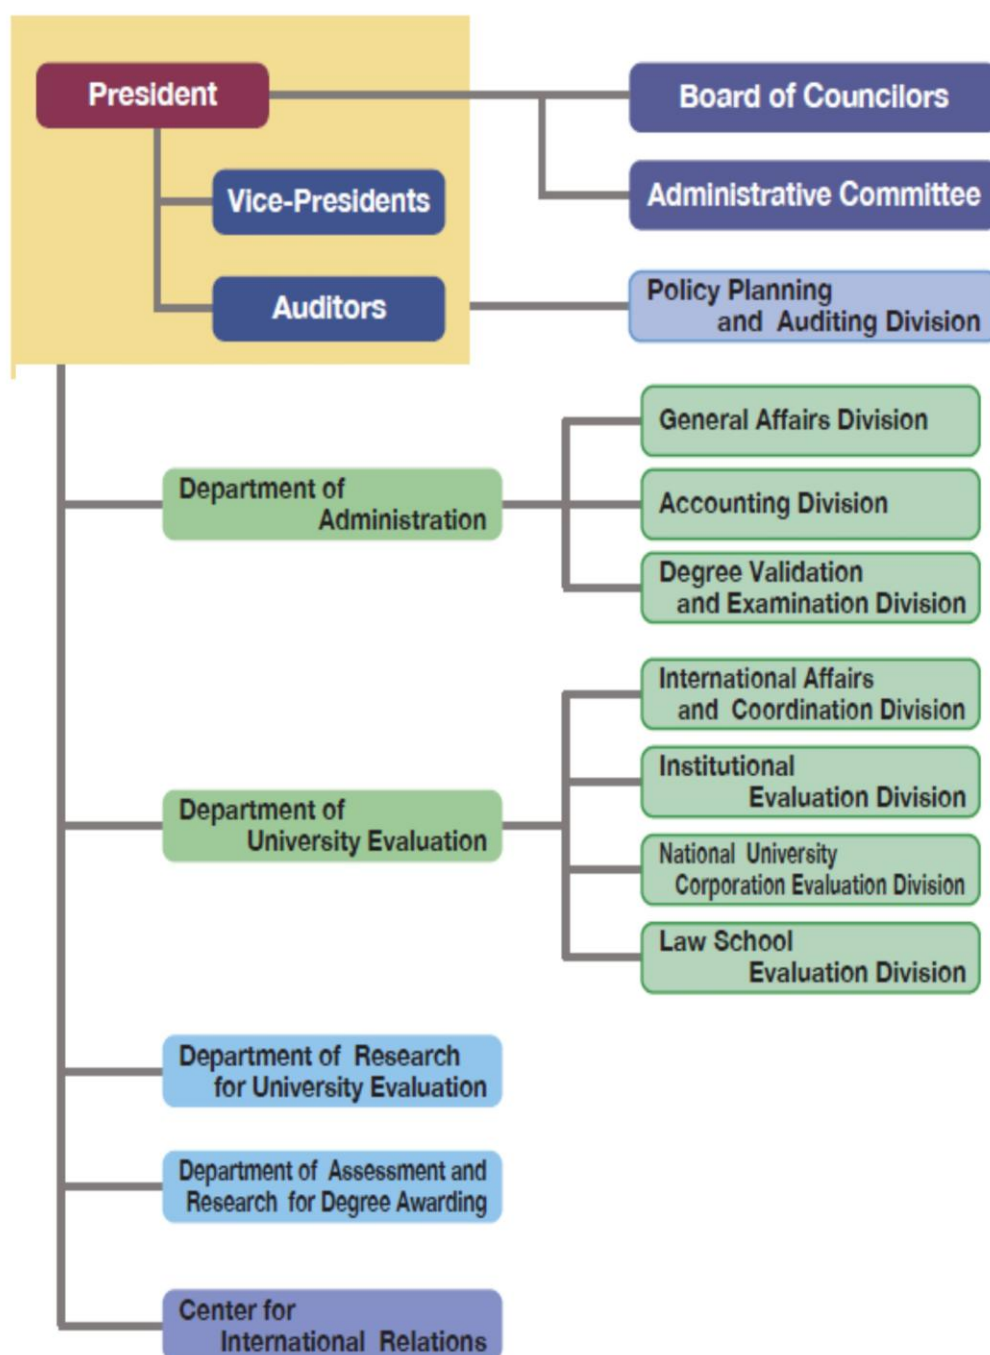 President
Board of Councilors
Administrative Committee
Vice-Presidents
Auditors
Policy Planning
and Auditing Division
General Affairs Division
Department of
Administration
Accounting Division
Degree Validation
and Examination Division
International Affairs
and Coordination Division
Institutional
Evaluation Division
Department of
University Evaluation
National University
Corporation Evaluation Division
Law School
Evaluation Division
Department of Research
for University Evaluation
Department of Assessment and
Research for Degree Awarding
Center for
International Relations